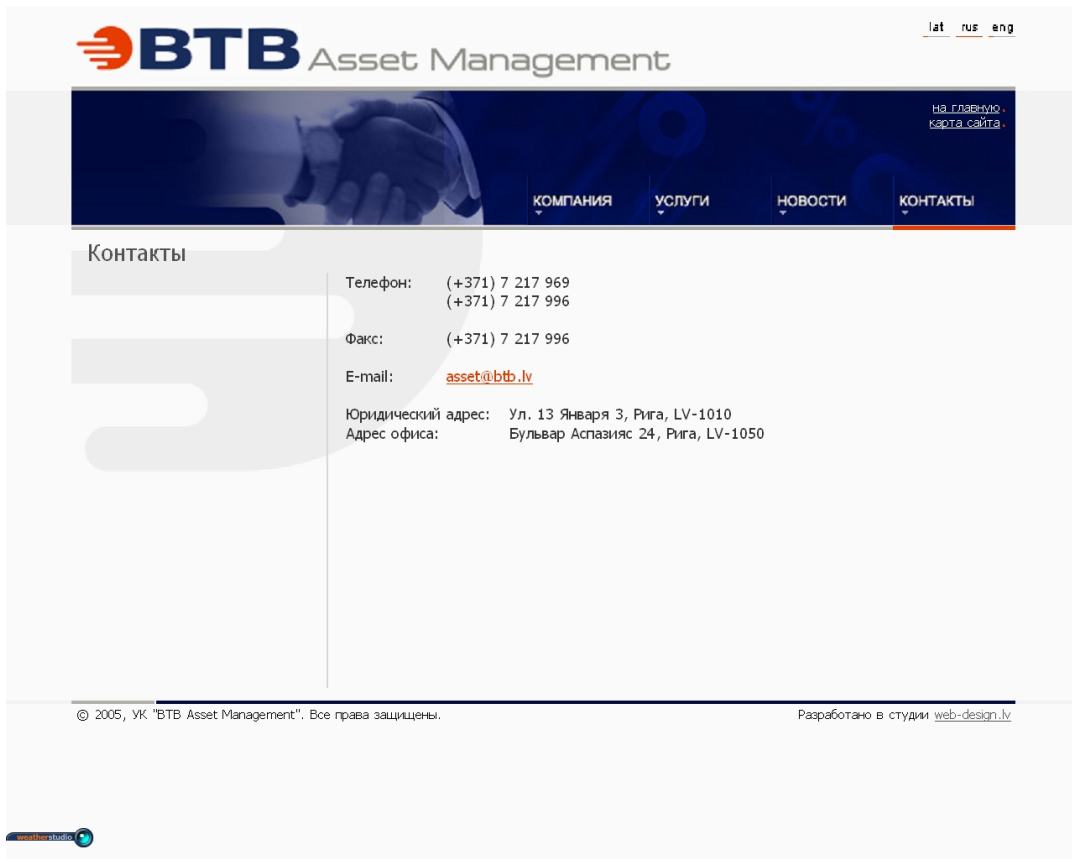 BTB Asset Management
lat rus eng
на главную
карта сайта
КОМПАНИЯ УСЛУГИ НОВОСТИ КОНТАКТЫ
Контакты
Телефон: (+371) 7 217 969
(+371) 7 217 996
Факс: (+371) 7 217 996
E-mail: asset@btb.lv
Юридический адрес: Ул. 13 Января 3, Рига, LV-1010
Адрес офиса: Бульвар Аспазияс 24, Рига, LV-1050
© 2005, УК "BTB Asset Management". Все права защищены. Разработано в студии web-design.lv
weatherstudio